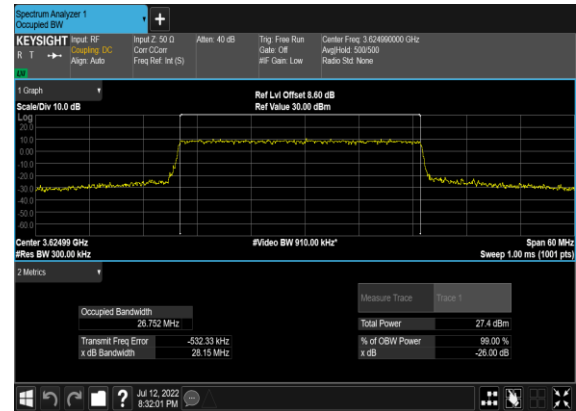 Spectrum Analyzer 1
Occupied BW
+
KEYSIGHT Input: RF Input Z: 50 Ω Atten: 40 dB Trig: Free Run Center Freq: 3.624990000 GHz
R T Coupling: DC Corr CCorr Gate: Off Avg|Hold: 500/500
Align: Auto Freq Ref: Int (S) #IF Gain: Low Radio Std: None
1 Graph
Ref Lvl Offset 8.60 dB
Scale/Div 10.0 dB Ref Value 30.00 dBm
Log
20.0
10.0
0.00
-10.0
-20.0
-30.0
-40.0
-50.0
-60.0
Center 3.62499 GHz #Video BW 910.00 kHz* Span 60 MHz
#Res BW 300.00 kHz Sweep 1.00 ms (1001 pts)
2 Metrics
Measure Trace Trace 1
Occupied Bandwidth
26.752 MHz Total Power 27.4 dBm
Transmit Freq Error -532.33 kHz % of OBW Power 99.00 %
x dB Bandwidth 28.15 MHz x dB -26.00 dB
? Jul 12, 2022
8:32:01 PM